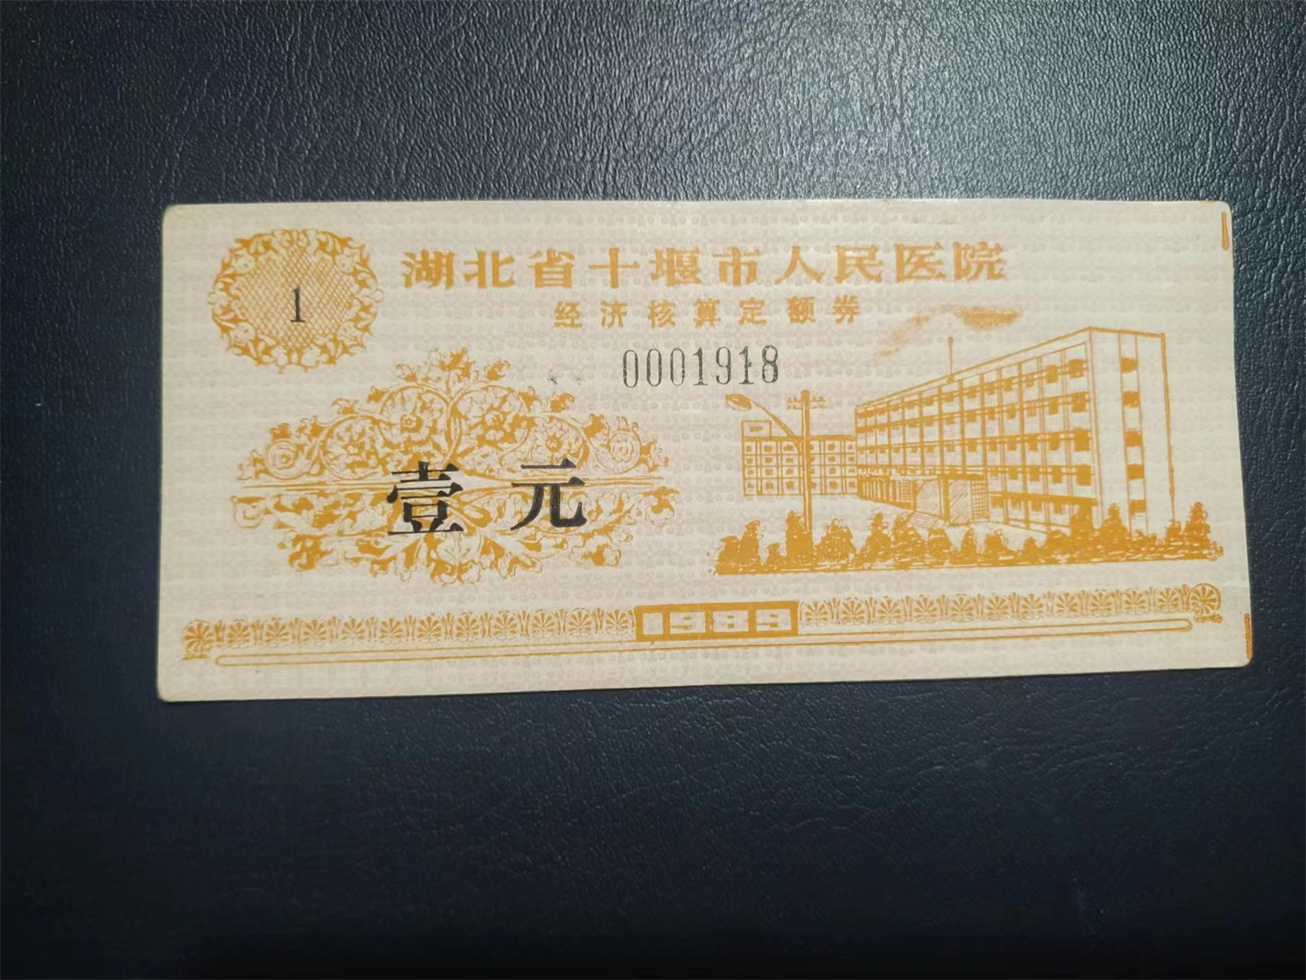 湖北省十堰市人民医院
经济核算定额券
1
0001918
壹元
1989